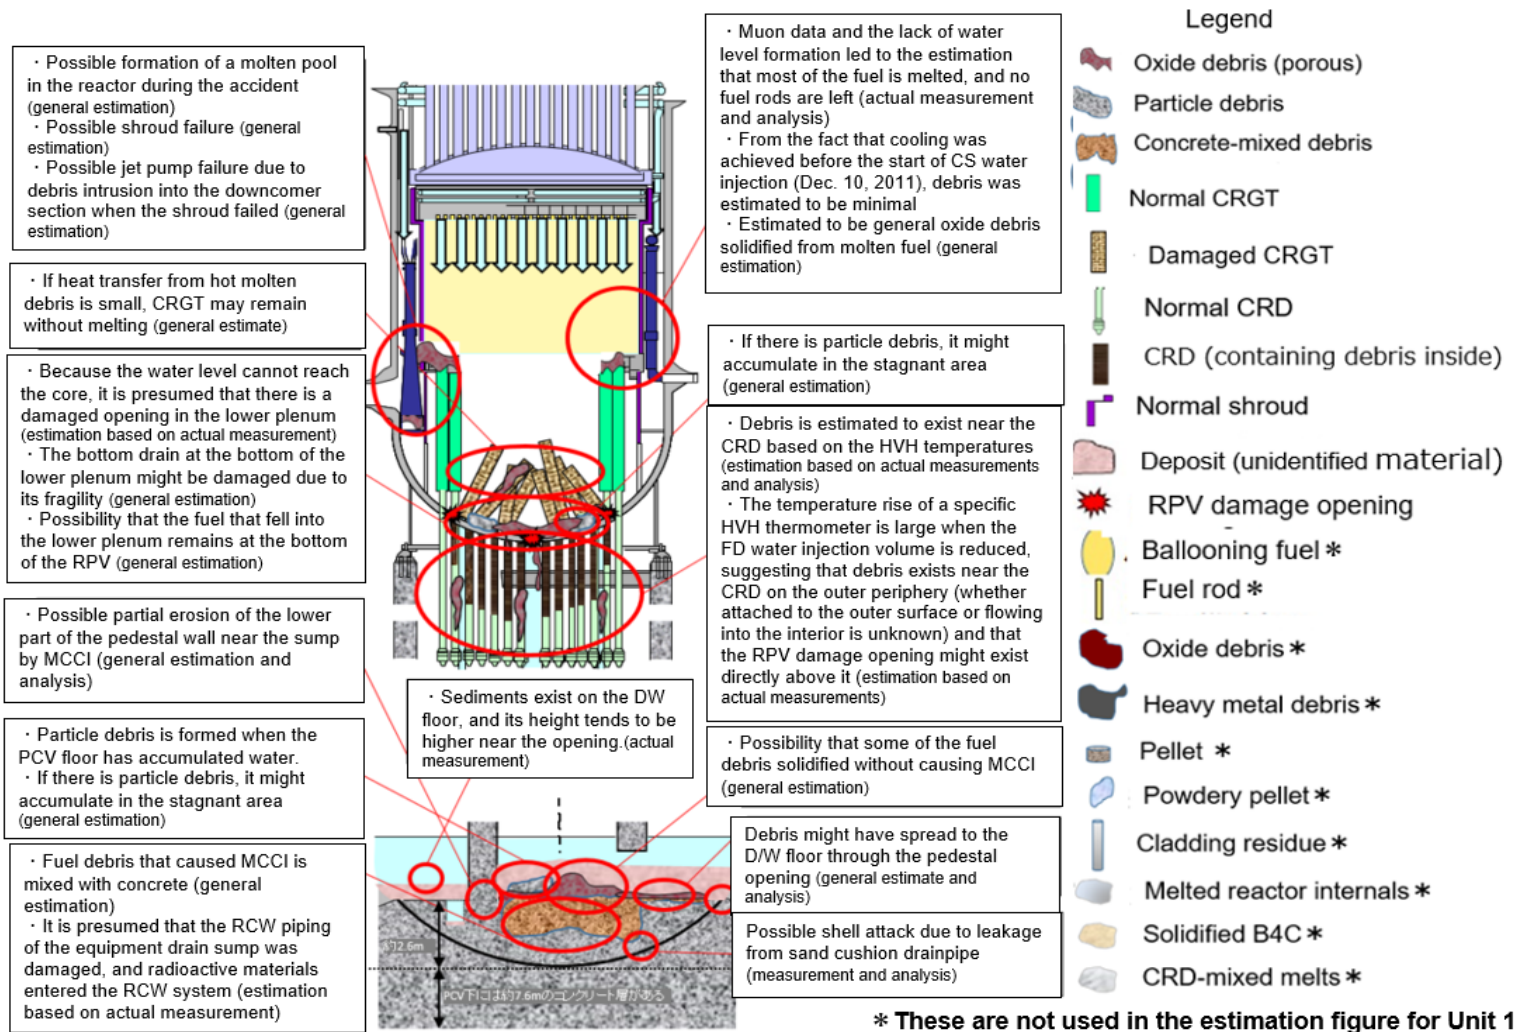 ・Possible formation of a molten pool
in the reactor during the accident
(general estimation)
・Possible shroud failure (general
estimation)
・Possible jet pump failure due to
debris intrusion into the downcomer
section when the shroud failed (general
estimation)
・If heat transfer from hot molten
debris is small, CRGT may remain
without melting (general estimate)
・Because the water level cannot reach
the core, it is presumed that there is a
damaged opening in the lower plenum
(estimation based on actual measurement)
・The bottom drain at the bottom of the
lower plenum might be damaged due to
its fragility (general estimation)
・Possibility that the fuel that fell into
the lower plenum remains at the bottom
of the RPV (general estimation)
・Possible partial erosion of the lower
part of the pedestal wall near the sump
by MCCI (general estimation and
analysis)
・Particle debris is formed when the
PCV floor has accumulated water.
・If there is particle debris, it might
accumulate in the stagnant area
(general estimation)
・Fuel debris that caused MCCI is
mixed with concrete (general
estimation)
・It is presumed that the RCW piping
of the equipment drain sump was
damaged, and radioactive materials
entered the RCW system (estimation
based on actual measurement)
・Sediments exist on the DW
floor, and its height tends to be
higher near the opening.(actual
measurement)
2.6m
PCV下には約7.6mのコンクリート層がある
・Muon data and the lack of water
level formation led to the estimation
that most of the fuel is melted, and no
fuel rods are left (actual measurement
and analysis)
・From the fact that cooling was
achieved before the start of CS water
injection (Dec. 10, 2011), debris was
estimated to be minimal
・Estimated to be general oxide debris
solidified from molten fuel (general
estimation)
・If there is particle debris, it might
accumulate in the stagnant area
(general estimation)
・Debris is estimated to exist near the
CRD based on the HVH temperatures
(estimation based on actual measurements
and analysis)
・The temperature rise of a specific
HVH thermometer is large when the
FD water injection volume is reduced,
suggesting that debris exists near the
CRD on the outer periphery (whether
attached to the outer surface or flowing
into the interior is unknown) and that
the RPV damage opening might exist
directly above it (estimation based on
actual measurements)
・Possibility that some of the fuel
debris solidified without causing MCCI
(general estimation)
Debris might have spread to the
D/W floor through the pedestal
opening (general estimate and
analysis)
Possible shell attack due to leakage
from sand cushion drainpipe
(measurement and analysis)
Legend
Oxide debris (porous)
Particle debris
Concrete-mixed debris
Normal CRGT
Damaged CRGT
Normal CRD
CRD (containing debris inside)
Normal shroud
Deposit (unidentified material)
RPV damage opening
Ballooning fuel＊
Fuel rod＊
Oxide debris＊
Heavy metal debris＊
Pellet ＊
Powdery pellet＊
Cladding residue＊
Melted reactor internals＊
Solidified B4C＊
CRD-mixed melts＊
＊These are not used in the estimation figure for Unit 1